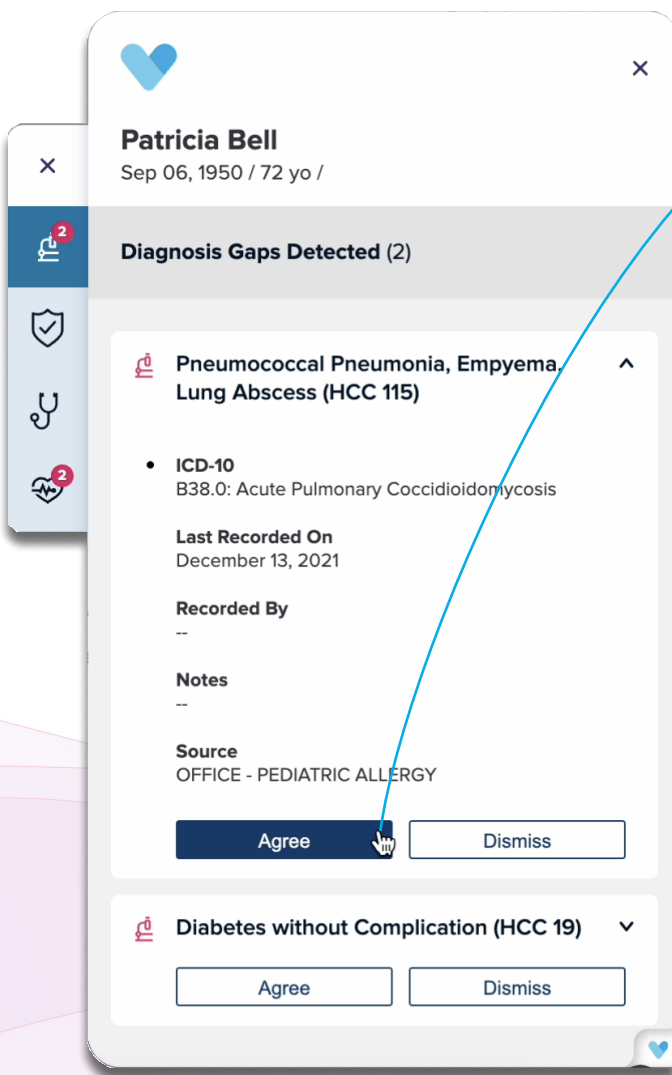 Patricia Bell
Sep 06, 1950 / 72 yo /
2
Diagnosis Gaps Detected (2)
Pneumococcal Pneumonia, Empyema,
Lung Abscess (HCC 115)
ICD-10
B38.0: Acute Pulmonary Coccidioidomycosis
2
Last Recorded On
December 13, 2021
Recorded By
--
Notes
--
Source
OFFICE - PEDIATRIC ALLERGY
Agree
Dismiss
Diabetes without Complication (HCC 19)
Agree
Dismiss